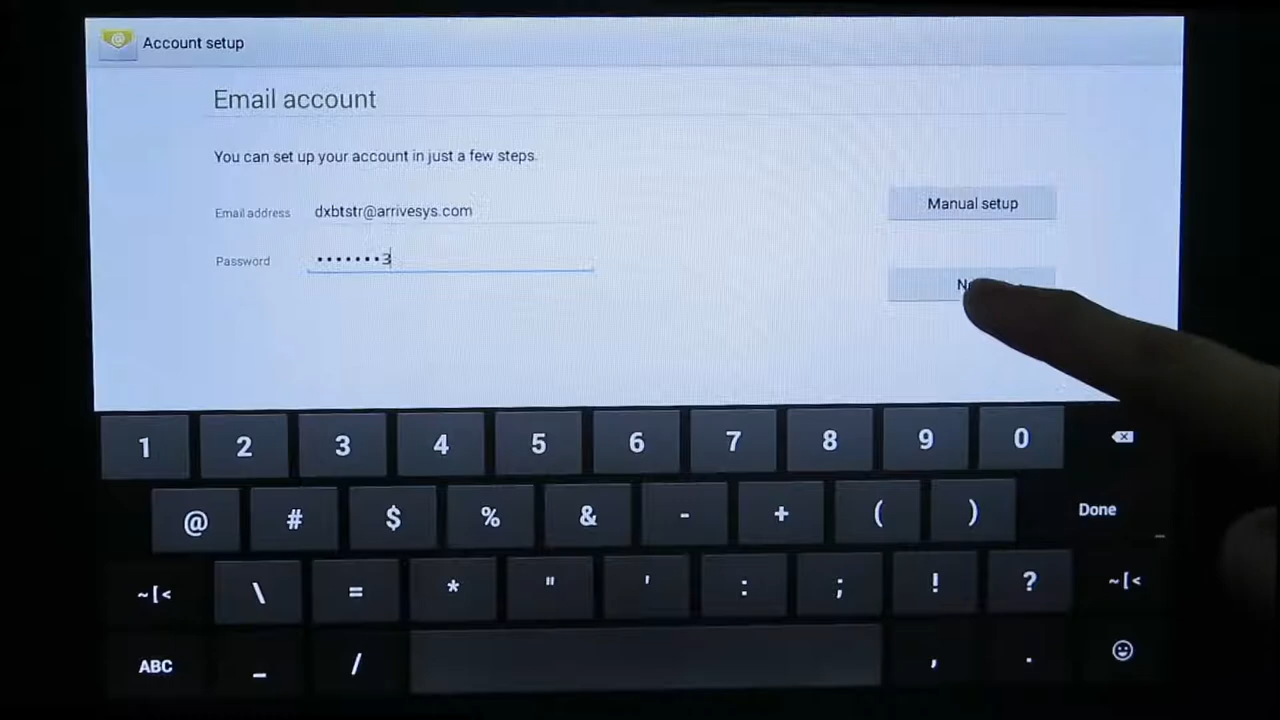 Account setup
Email account
You can set up your account in just a few steps.
Email address dxbtstr@arrivesys.com
Manual setup
Password •••••••3
1 2 3 4 5 6 7 8 9 0
@ # $ % & - + ( ) Done
~[< \ = * " ' : ; ! ? ~[<
ABC _ / , .